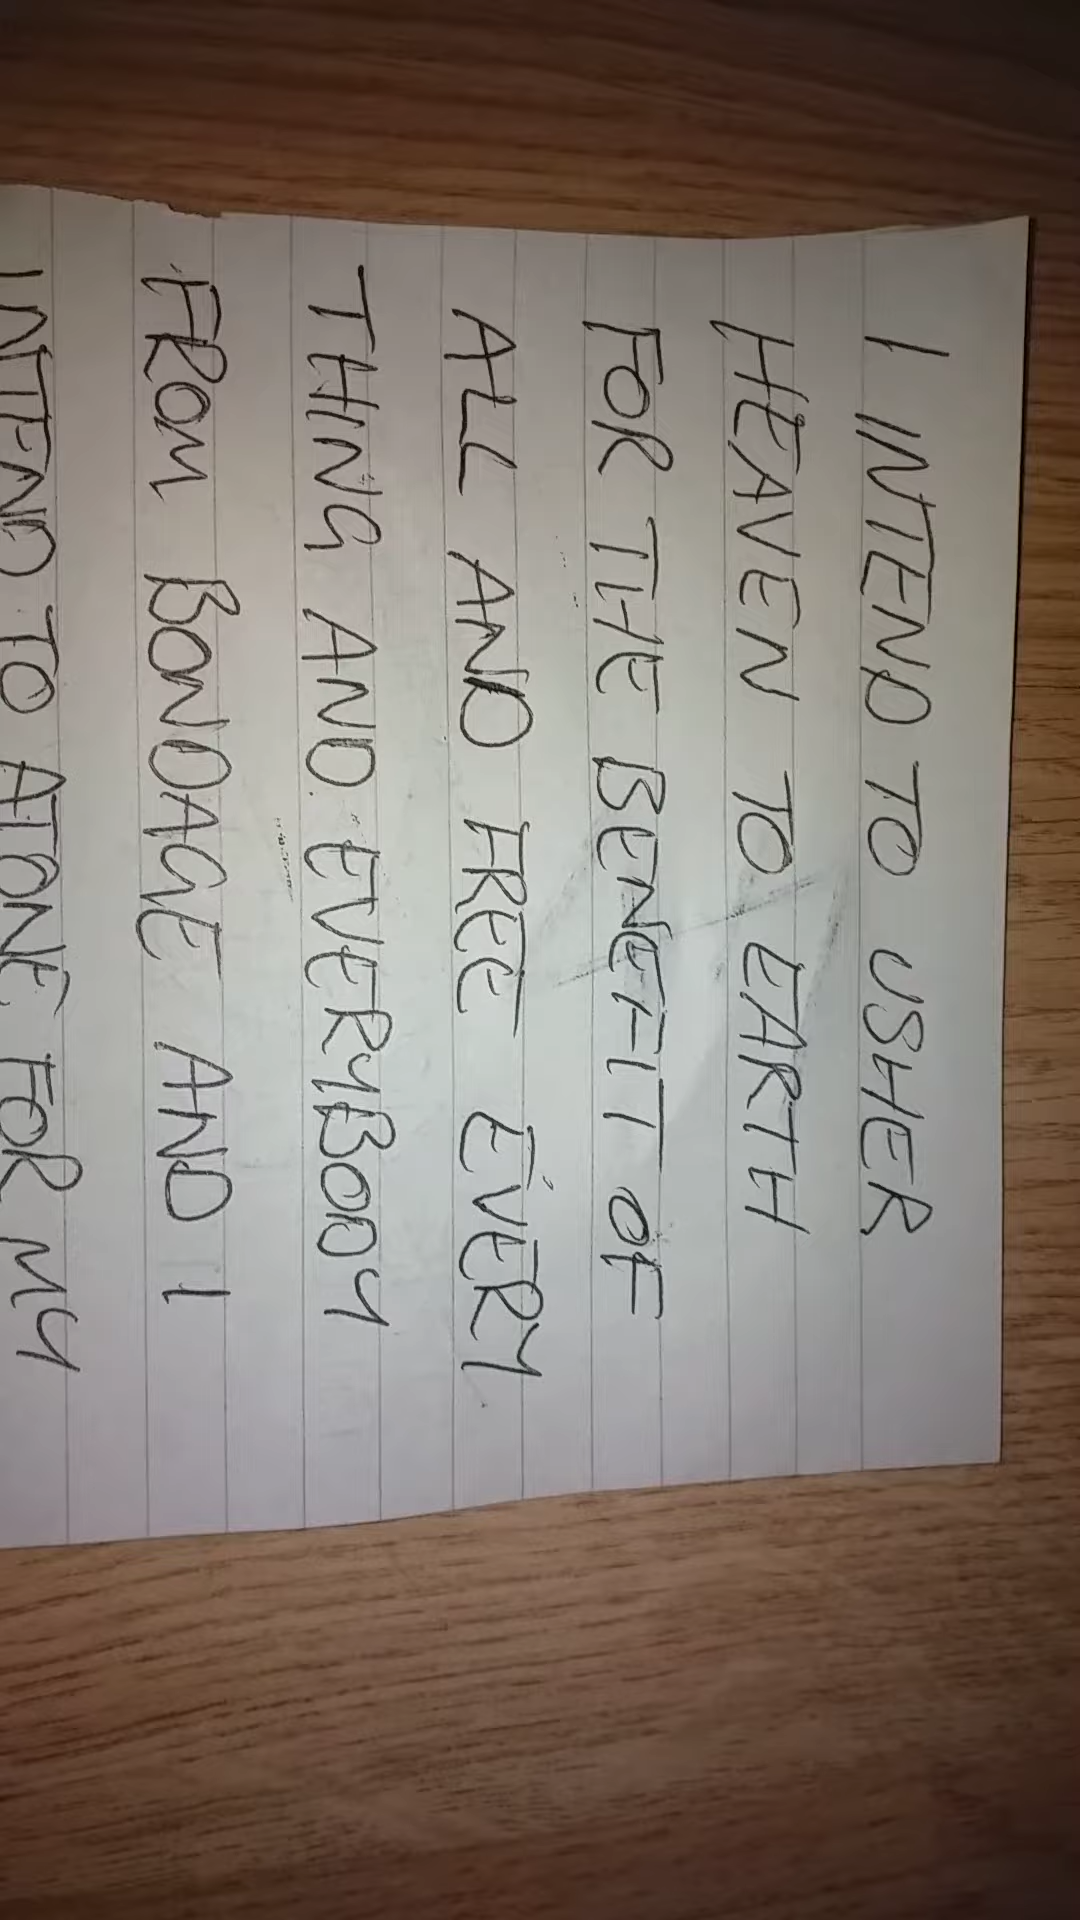 I INTEND TO USHER
HEAVEN TO EARTH
FOR THE BENEFIT OF
ALL AND FREE EVERY
THING AND EVERYBODY
FROM BONDAGE AND I
INTEND TO ATONE FOR MY